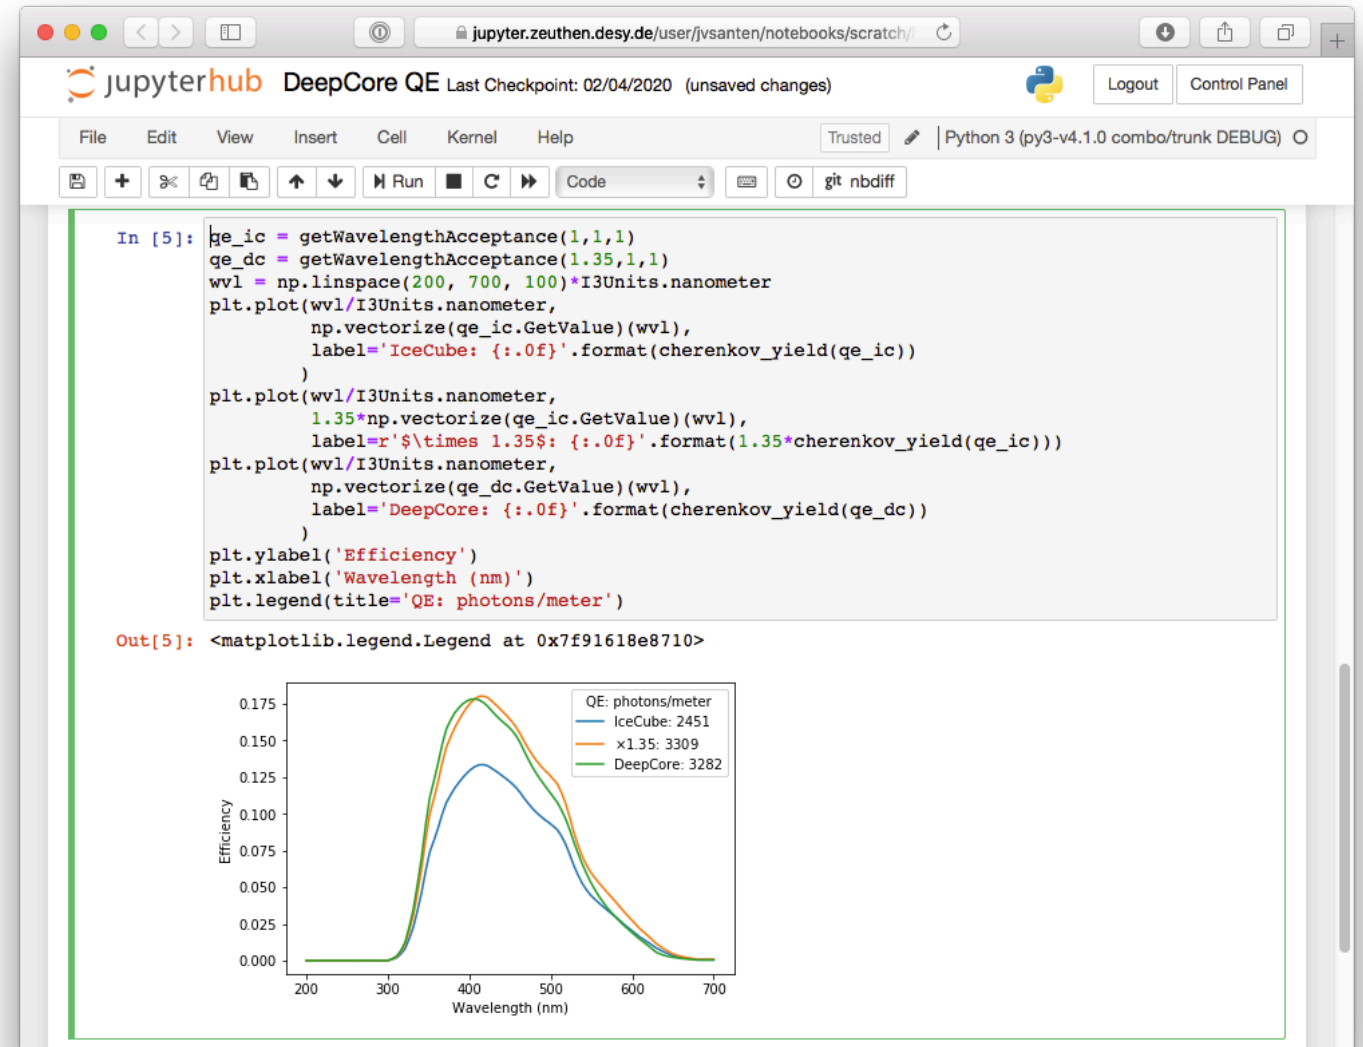 jupyter.zeuthen.desy.de/user/jvsanten/notebooks/scratch/
jupyterhub DeepCore QE Last Checkpoint: 02/04/2020 (unsaved changes)
Logout Control Panel
File Edit View Insert Cell Kernel Help Trusted Python 3 (py3-v4.1.0 combo/trunk DEBUG)
Run Code git nbdiff
In [5]: qe_ic = getWavelengthAcceptance(1,1,1)
qe_dc = getWavelengthAcceptance(1.35,1,1)
wvl = np.linspace(200, 700, 100)*I3Units.nanometer
plt.plot(wvl/I3Units.nanometer,
np.vectorize(qe_ic.GetValue)(wvl),
label='IceCube: {:.0f}'.format(cherenkov_yield(qe_ic))
)
plt.plot(wvl/I3Units.nanometer,
1.35*np.vectorize(qe_ic.GetValue)(wvl),
label=r'$\times 1.35$: {:.0f}'.format(1.35*cherenkov_yield(qe_ic)))
plt.plot(wvl/I3Units.nanometer,
np.vectorize(qe_dc.GetValue)(wvl),
label='DeepCore: {:.0f}'.format(cherenkov_yield(qe_dc))
)
plt.ylabel('Efficiency')
plt.xlabel('Wavelength (nm)')
plt.legend(title='QE: photons/meter')
Out[5]: <matplotlib.legend.Legend at 0x7f91618e8710>
QE: photons/meter
IceCube: 2451
×1.35: 3309
DeepCore: 3282
Efficiency
0.175
0.150
0.125
0.100
0.075
0.050
0.025
0.000
200 300 400 500 600 700
Wavelength (nm)